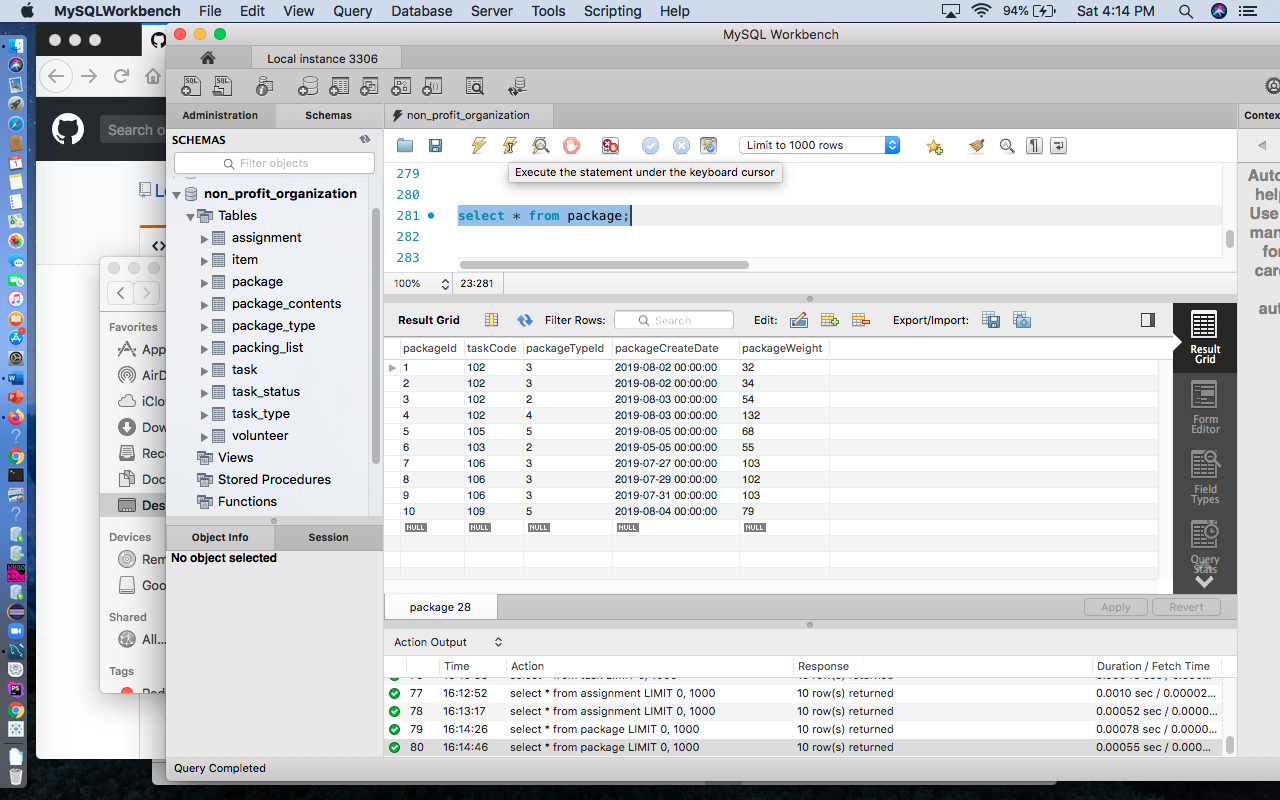 MySQLWorkbench File Edit View Query Database Server Tools Scripting Help 94% Sat 4:14 PM
MySQL Workbench
Local instance 3306
Search o
Administration Schemas
non_profit_organization
Contex
SCHEMAS
Filter objects
Limit to 1000 rows
Execute the statement under the keyboard cursor
279
280
281 select * from package;
282
283
100% 23:281
non_profit_organization
Tables
assignment
item
package
package_contents
package_type
packing_list
task
task_status
task_type
volunteer
Views
Stored Procedures
Functions
Object Info Session
No object selected
Auto
help
Use
man
for
care
aut
Favorites
App
AirD
iClo
Dow
Rec
Doc
Des
Devices
Rem
Goo
Shared
All...
Tags
Result Grid Filter Rows: Search Edit: Export/Import:
packageId taskCode packageTypeId packageCreateDate packageWeight
1 102 3 2019-08-02 00:00:00 32
2 102 3 2019-08-02 00:00:00 34
3 102 2 2019-08-03 00:00:00 54
4 102 4 2019-08-03 00:00:00 132
5 105 5 2019-08-05 00:00:00 68
6 103 2 2019-05-05 00:00:00 55
7 106 3 2019-07-27 00:00:00 103
8 106 3 2019-07-29 00:00:00 102
9 106 3 2019-07-31 00:00:00 103
10 109 5 2019-08-04 00:00:00 79
NULL NULL NULL NULL NULL
Result
Grid
Form
Editor
Field
Types
Query
Stats
package 28
Apply Revert
Action Output
Time Action Response Duration / Fetch Time
77 16:12:52 select * from assignment LIMIT 0, 1000 10 row(s) returned 0.0010 sec / 0.00002...
78 16:13:17 select * from assignment LIMIT 0, 1000 10 row(s) returned 0.00052 sec / 0.000...
79 16:14:26 select * from package LIMIT 0, 1000 10 row(s) returned 0.00078 sec / 0.000...
80 16:14:46 select * from package LIMIT 0, 1000 10 row(s) returned 0.00055 sec / 0.000...
Query Completed